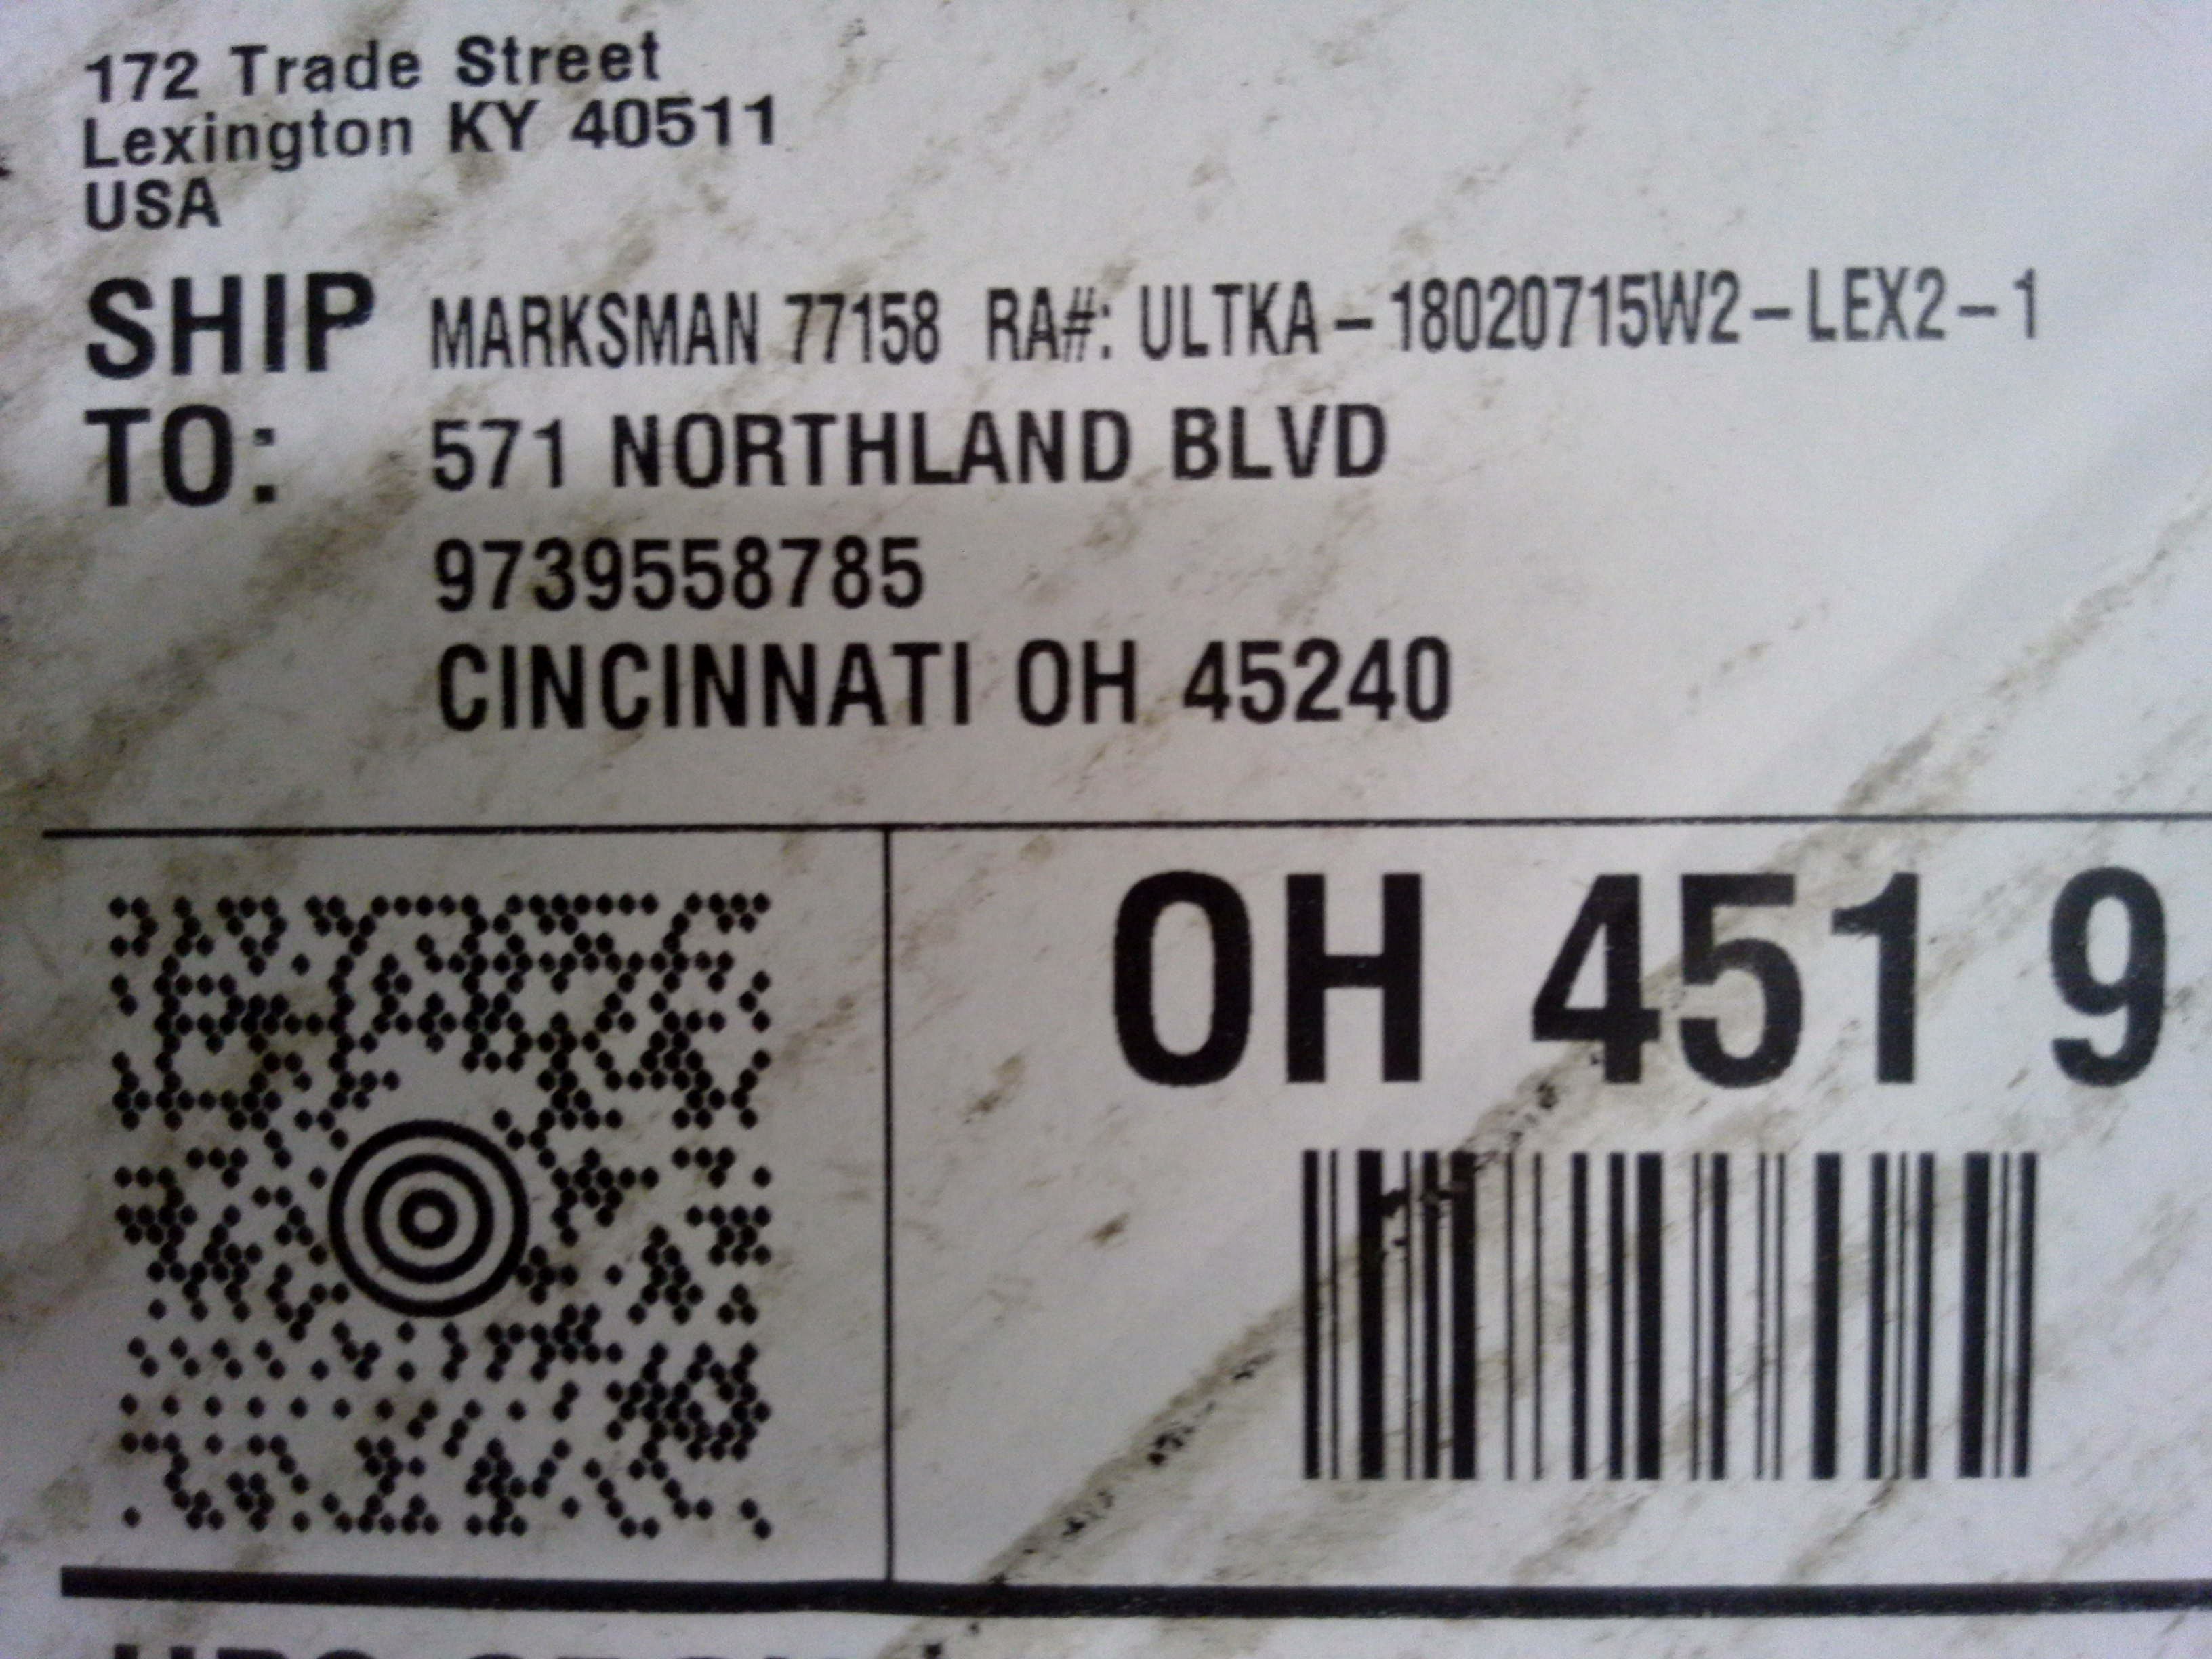 172 Trade Street
Lexington KY 40511
USA
SHIP TO:
MARKSMAN 77158 RA#: ULTKA-18020715W2-LEX2-1
571 NORTHLAND BLVD
9739558785
CINCINNATI OH 45240
OH 451 9